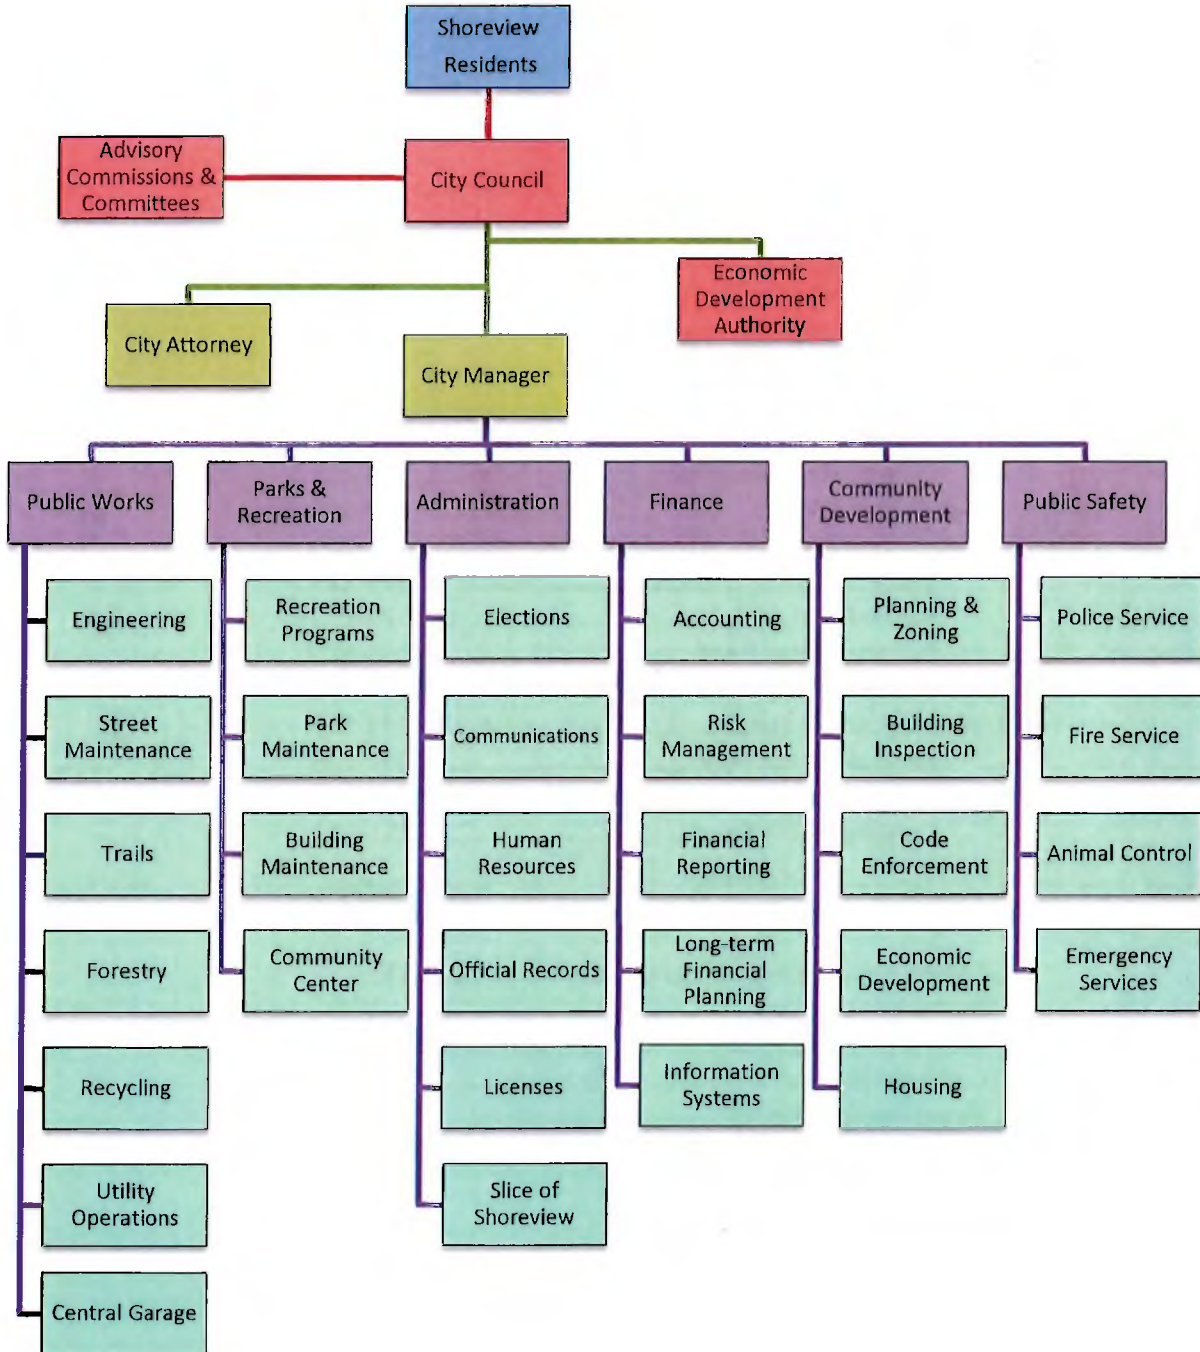 Shoreview
Residents
Advisory
Commissions &
Committees
City Council
Economic
Development
Authority
City Attorney
City Manager
Public Works
Parks &
Recreation
Administration
Finance
Community
Development
Public Safety
Engineering
Street
Maintenance
Trails
Forestry
Recycling
Utility
Operations
Central Garage
Recreation
Programs
Park
Maintenance
Building
Maintenance
Community
Center
Elections
Communications
Human
Resources
Official Records
Licenses
Slice of
Shoreview
Accounting
Risk
Management
Financial
Reporting
Long-term
Financial
Planning
Information
Systems
Planning &
Zoning
Building
Inspection
Code
Enforcement
Economic
Development
Housing
Police Service
Fire Service
Animal Control
Emergency
Services